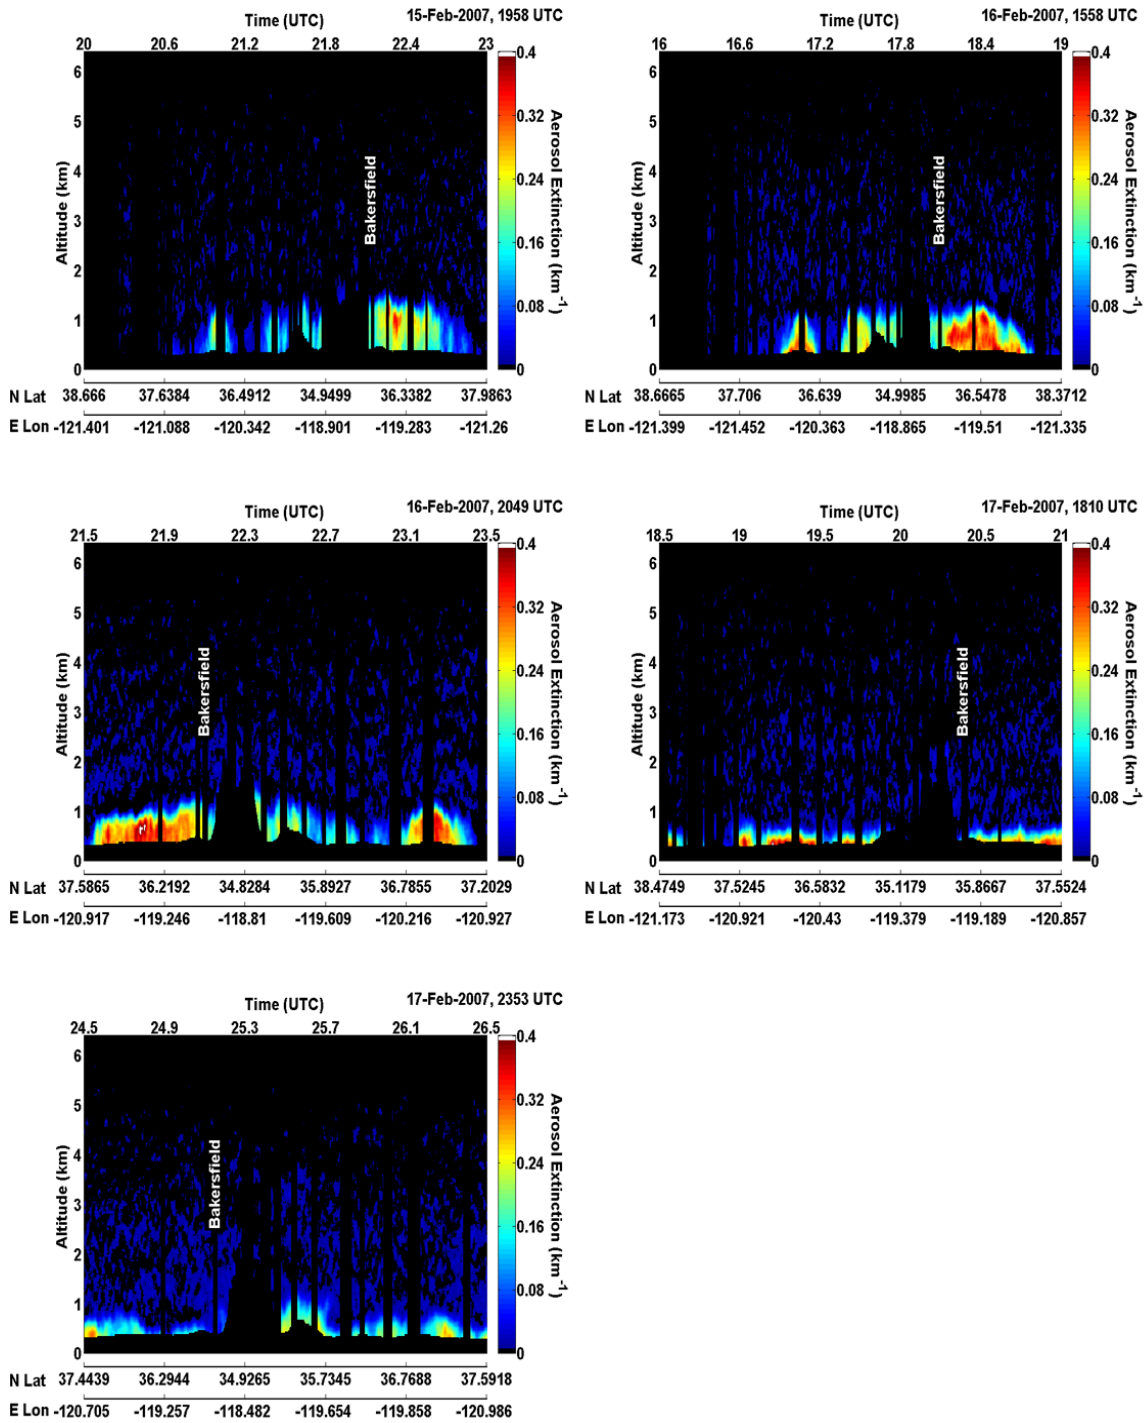 15-Feb-2007, 1958 UTC
Time (UTC)
20 20.6 21.2 21.8 22.4 23
Altitude (km)
6
5
4
3
2
1
0
Bakersfield
0.4
0.32
0.24
0.16
0.08
0
Aerosol Extinction (km⁻¹)
N Lat 38.666 37.6384 36.4912 34.9499 36.3382 37.9863
E Lon -121.401 -121.088 -120.342 -118.901 -119.283 -121.26
16-Feb-2007, 1558 UTC
Time (UTC)
16 16.6 17.2 17.8 18.4 19
Altitude (km)
6
5
4
3
2
1
0
Bakersfield
0.4
0.32
0.24
0.16
0.08
0
Aerosol Extinction (km⁻¹)
N Lat 38.6665 37.706 36.639 34.9985 36.5478 38.3712
E Lon -121.399 -121.452 -120.363 -118.865 -119.51 -121.335
16-Feb-2007, 2049 UTC
Time (UTC)
21.5 21.9 22.3 22.7 23.1 23.5
Altitude (km)
6
5
4
3
2
1
0
Bakersfield
0.4
0.32
0.24
0.16
0.08
0
Aerosol Extinction (km⁻¹)
N Lat 37.5865 36.2192 34.8284 35.8927 36.7855 37.2029
E Lon -120.917 -119.246 -118.81 -119.609 -120.216 -120.927
17-Feb-2007, 1810 UTC
Time (UTC)
18.5 19 19.5 20 20.5 21
Altitude (km)
6
5
4
3
2
1
0
Bakersfield
0.4
0.32
0.24
0.16
0.08
0
Aerosol Extinction (km⁻¹)
N Lat 38.4749 37.5245 36.5832 35.1179 35.8667 37.5524
E Lon -121.173 -120.921 -120.43 -119.379 -119.189 -120.857
17-Feb-2007, 2353 UTC
Time (UTC)
24.5 24.9 25.3 25.7 26.1 26.5
Altitude (km)
6
5
4
3
2
1
0
Bakersfield
0.4
0.32
0.24
0.16
0.08
0
Aerosol Extinction (km⁻¹)
N Lat 37.4439 36.2944 34.9265 35.7345 36.7688 37.5918
E Lon -120.705 -119.257 -118.482 -119.654 -119.858 -120.986